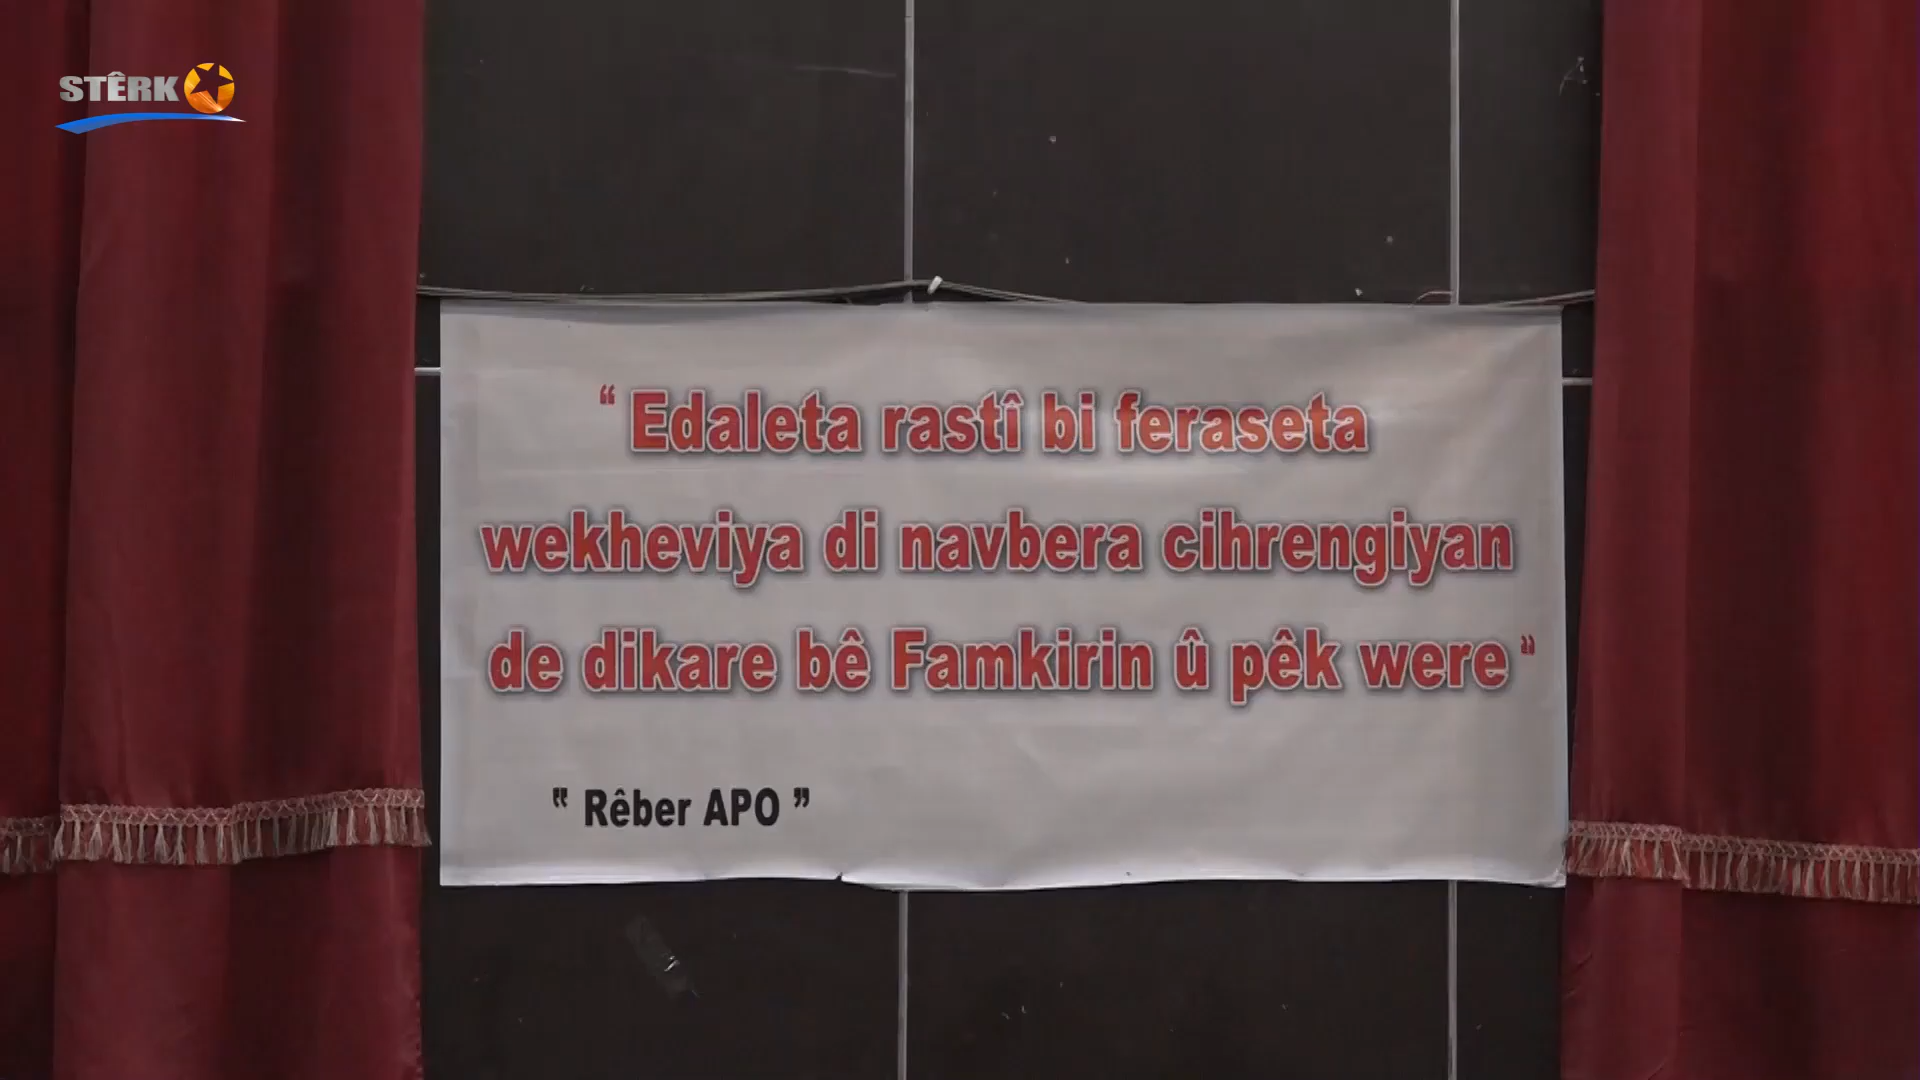 STÊRK
“ Edaleta rastî bi feraseta
wekheviya di navbera cihrengiyan
de dikare bê Famkirin û pêk were ”
“ Rêber APO ”